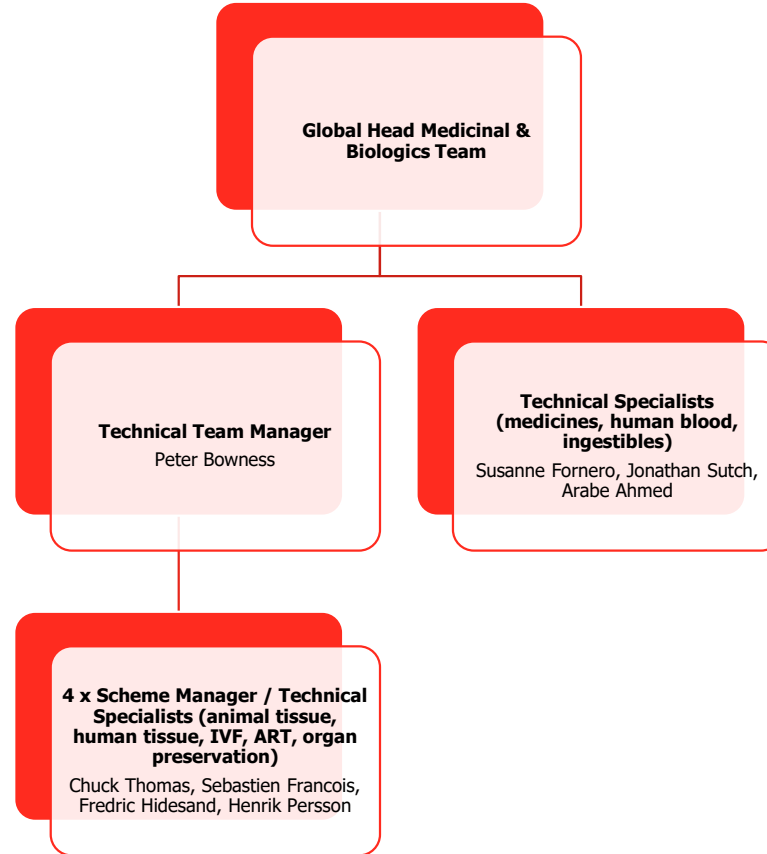 Global Head Medicinal &
Biologics Team
Technical Team Manager
Peter Bowness
Technical Specialists
(medicines, human blood,
ingestibles)
Susanne Fornero, Jonathan Sutch,
Arabe Ahmed
4 x Scheme Manager / Technical
Specialists (animal tissue,
human tissue, IVF, ART, organ
preservation)
Chuck Thomas, Sebastien Francois,
Fredric Hidesand, Henrik Persson